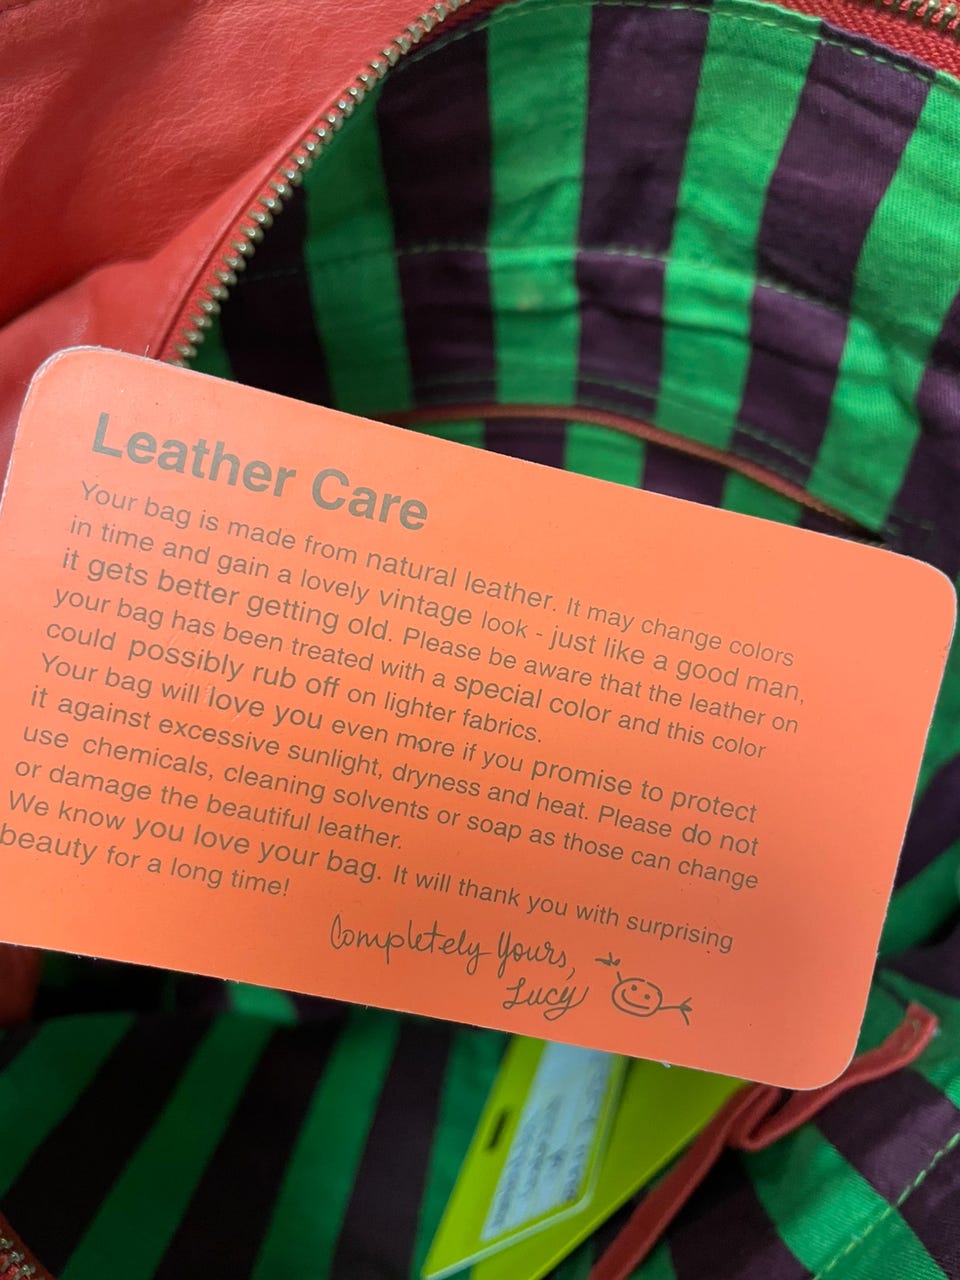 Leather Care
Your bag is made from natural leather. It may change colors
in time and gain a lovely vintage look - just like a good man,
it gets better getting old. Please be aware that the leather on
your bag has been treated with a special color and this color
could possibly rub off on lighter fabrics.
Your bag will love you even more if you promise to protect
it against excessive sunlight, dryness and heat. Please do not
use chemicals, cleaning solvents or soap as those can change
or damage the beautiful leather.
We know you love your bag. It will thank you with surprising
beauty for a long time!
Completely Yours,
Lucy